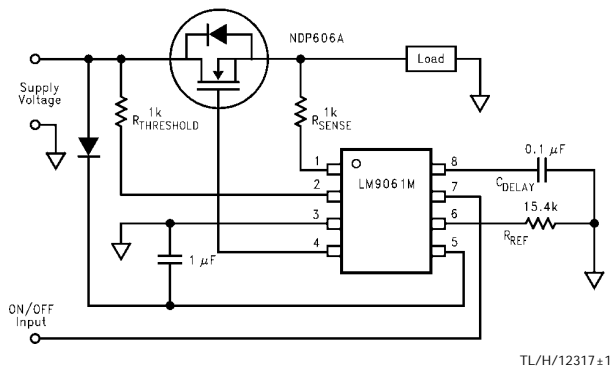 NDP606A
Load
Supply
Voltage
1k
RTHRESHOLD
1k
RSENSE
0.1 μF
1
8
LM9061M
CDELAY
2
7
15.4k
3
6
RREF
4
5
1 μF
ON/OFF
Input
TL/H/12317±1